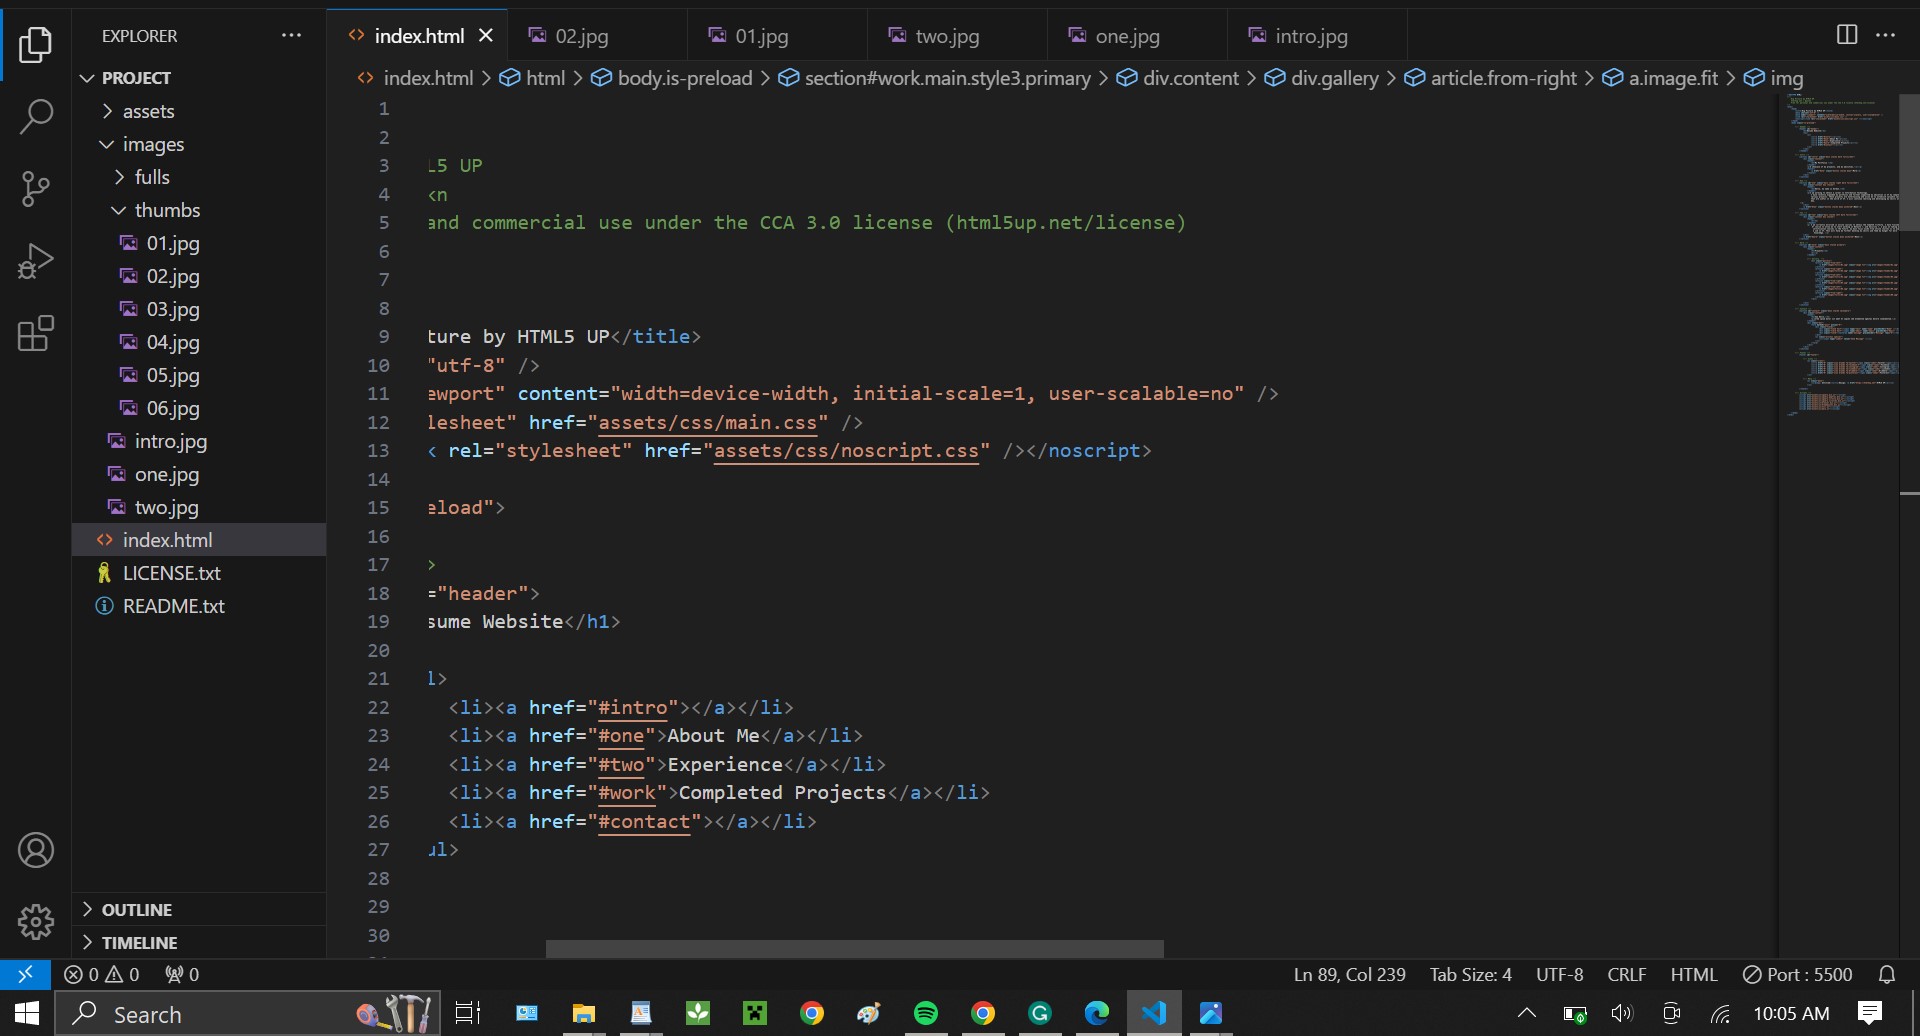 EXPLORER
PROJECT
assets
images
fulls
thumbs
01.jpg
02.jpg
03.jpg
04.jpg
05.jpg
06.jpg
intro.jpg
one.jpg
two.jpg
index.html
LICENSE.txt
README.txt
OUTLINE
TIMELINE
index.html 02.jpg 01.jpg two.jpg one.jpg intro.jpg
index.html > html > body.is-preload > section#work.main.style3.primary > div.content > div.gallery > article.from-right > a.image.fit > img
1
2
3 L5 UP
4 kn
5 and commercial use under the CCA 3.0 license (html5up.net/license)
6
7
8
9 ture by HTML5 UP</title>
10 "utf-8" />
11 ewport" content="width=device-width, initial-scale=1, user-scalable=no" />
12 lesheet" href="assets/css/main.css" />
13 < rel="stylesheet" href="assets/css/noscript.css" /></noscript>
14
15 eload">
16
17 >
18 ="header">
19 sume Website</h1>
20
21 l>
22 <li><a href="#intro"></a></li>
23 <li><a href="#one">About Me</a></li>
24 <li><a href="#two">Experience</a></li>
25 <li><a href="#work">Completed Projects</a></li>
26 <li><a href="#contact"></a></li>
27 ul>
28
29
30
0 0 0 Ln 89, Col 239 Tab Size: 4 UTF-8 CRLF HTML Port : 5500
Search 10:05 AM